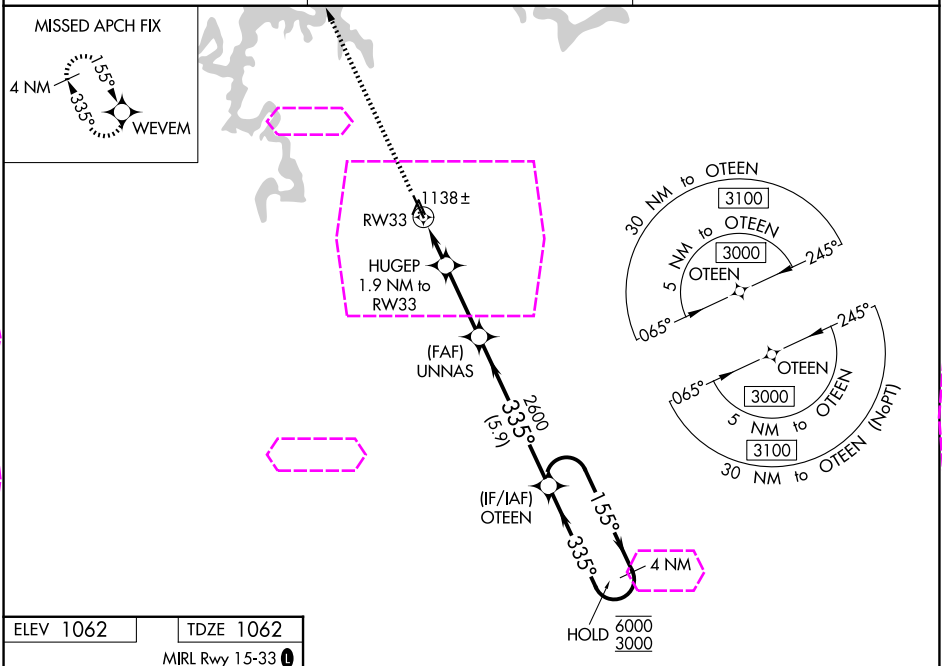 MISSED APCH FIX
4 NM
155°
335°
WEVEM
1138 ±
RW33
HUGEP
1.9 NM to
RW33
(FAF)
UNNAS
2600
335°
(5.9)
(IF/IAF)
OTEEN
155°
335°
4 NM
HOLD
6000
3000
30 NM to OTEEN
3100
5 NM to OTEEN
3000
OTEEN
245°
065°
245°
OTEEN
065°
3000
5 NM to OTEEN
3100
30 NM to OTEEN (NoPT)
ELEV 1062
TDZE 1062
MIRL Rwy 15-33 L